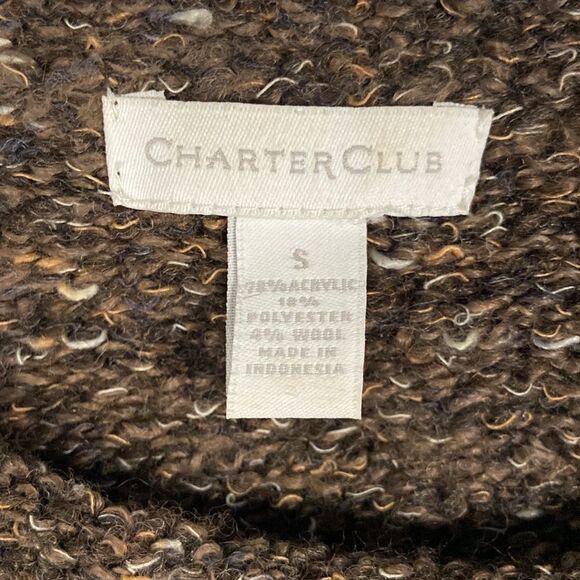 CHARTER CLUB
S
78% ACRYLIC
18%
POLYESTER
4% WOOL
MADE IN
INDONESIA